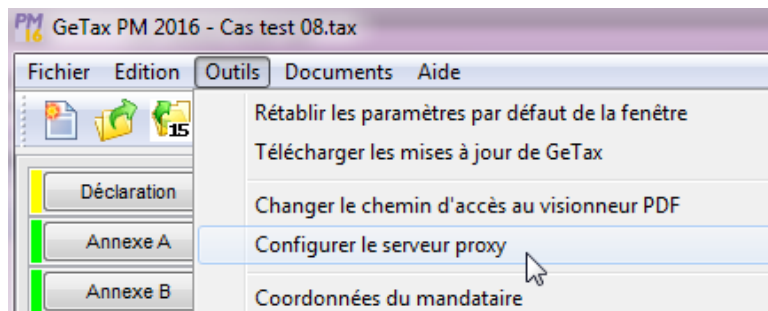 PM 16 GeTax PM 2016 - Cas test 08.tax
Fichier Edition Outils Documents Aide
15
Rétablir les paramètres par défaut de la fenêtre
Télécharger les mises à jour de GeTax
Déclaration
Changer le chemin d'accès au visionneur PDF
Annexe A
Configurer le serveur proxy
Annexe B
Coordonnées du mandataire